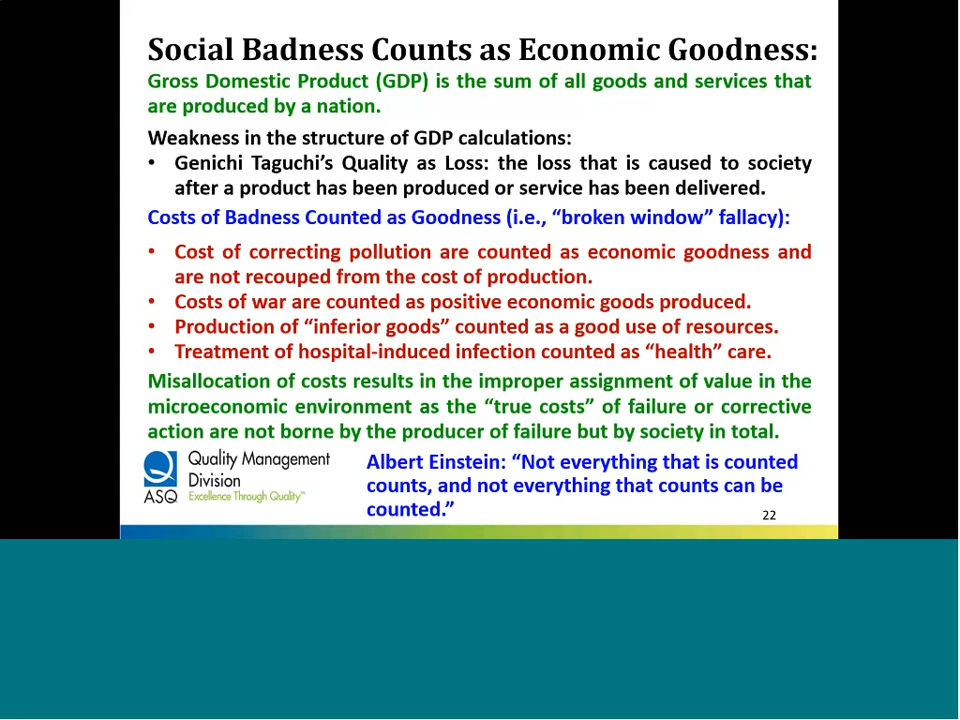 Social Badness Counts as Economic Goodness:
Gross Domestic Product (GDP) is the sum of all goods and services that
are produced by a nation.
Weakness in the structure of GDP calculations:
• Genichi Taguchi’s Quality as Loss: the loss that is caused to society
after a product has been produced or service has been delivered.
Costs of Badness Counted as Goodness (i.e., “broken window” fallacy):
• Cost of correcting pollution are counted as economic goodness and
are not recouped from the cost of production.
• Costs of war are counted as positive economic goods produced.
• Production of “inferior goods” counted as a good use of resources.
• Treatment of hospital-induced infection counted as “health” care.
Misallocation of costs results in the improper assignment of value in the
microeconomic environment as the “true costs” of failure or corrective
action are not borne by the producer of failure but by society in total.
Quality Management
Division
Excellence Through Quality™
ASQ
Albert Einstein: “Not everything that is counted
counts, and not everything that counts can be
counted.”
22